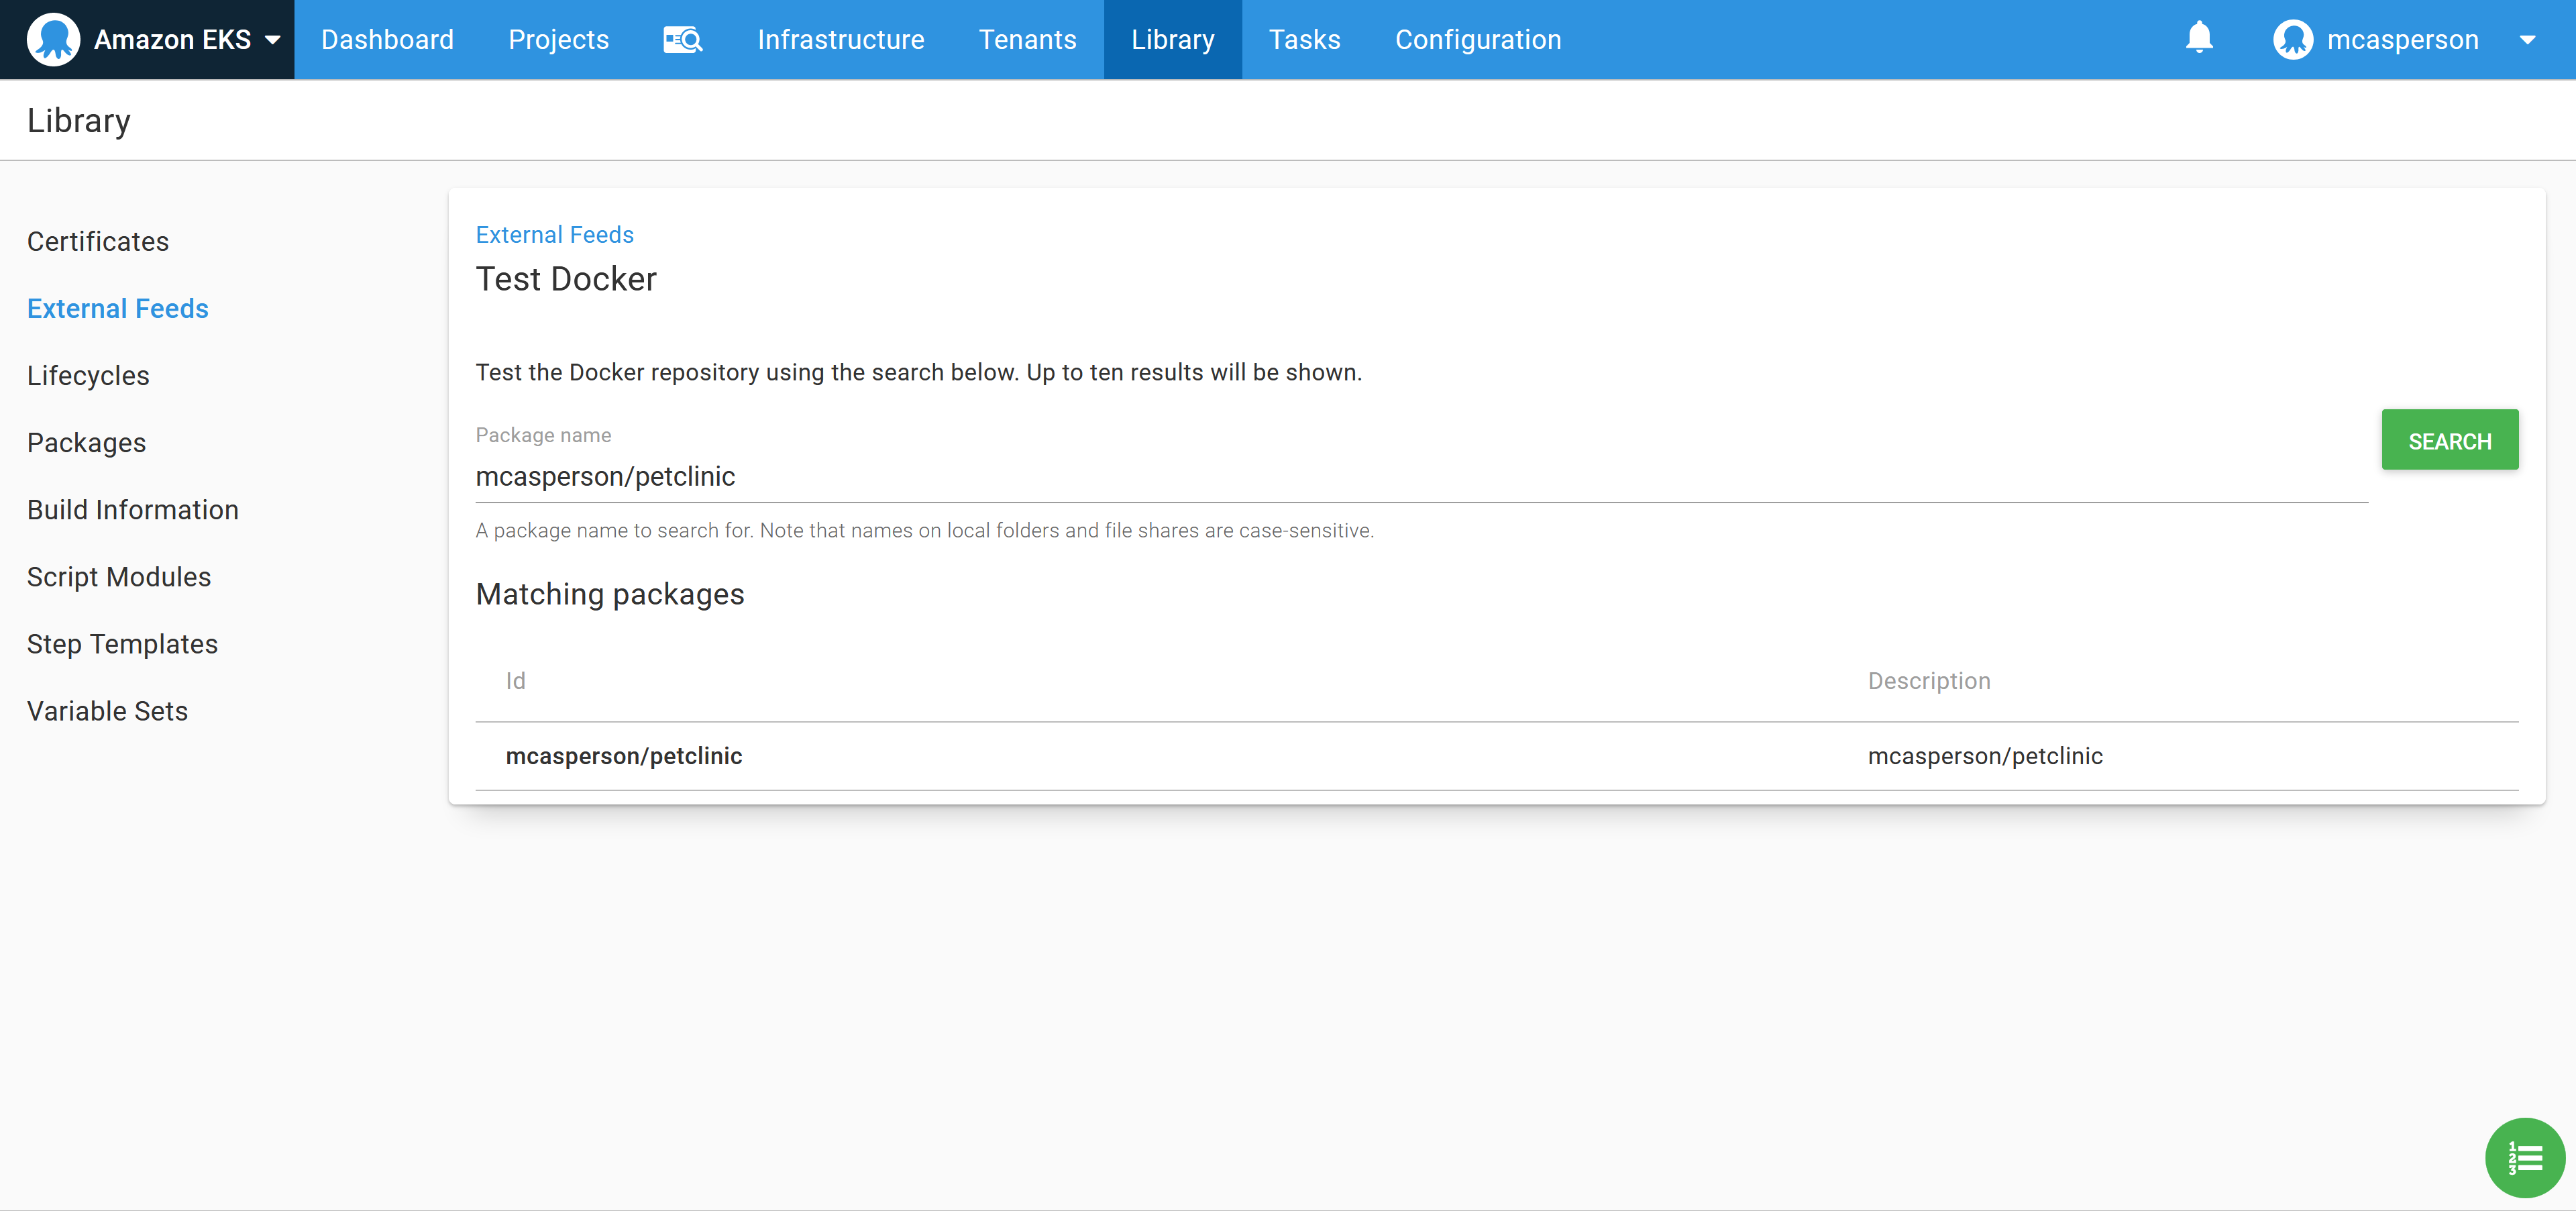 Amazon EKS Dashboard Projects Infrastructure Tenants Library Tasks Configuration mcasperson
Library
Certificates
External Feeds
Lifecycles
Packages
Build Information
Script Modules
Step Templates
Variable Sets
External Feeds
Test Docker
Test the Docker repository using the search below. Up to ten results will be shown.
Package name
mcasperson/petclinic
SEARCH
A package name to search for. Note that names on local folders and file shares are case-sensitive.
Matching packages
Id Description
mcasperson/petclinic mcasperson/petclinic
1
2
3